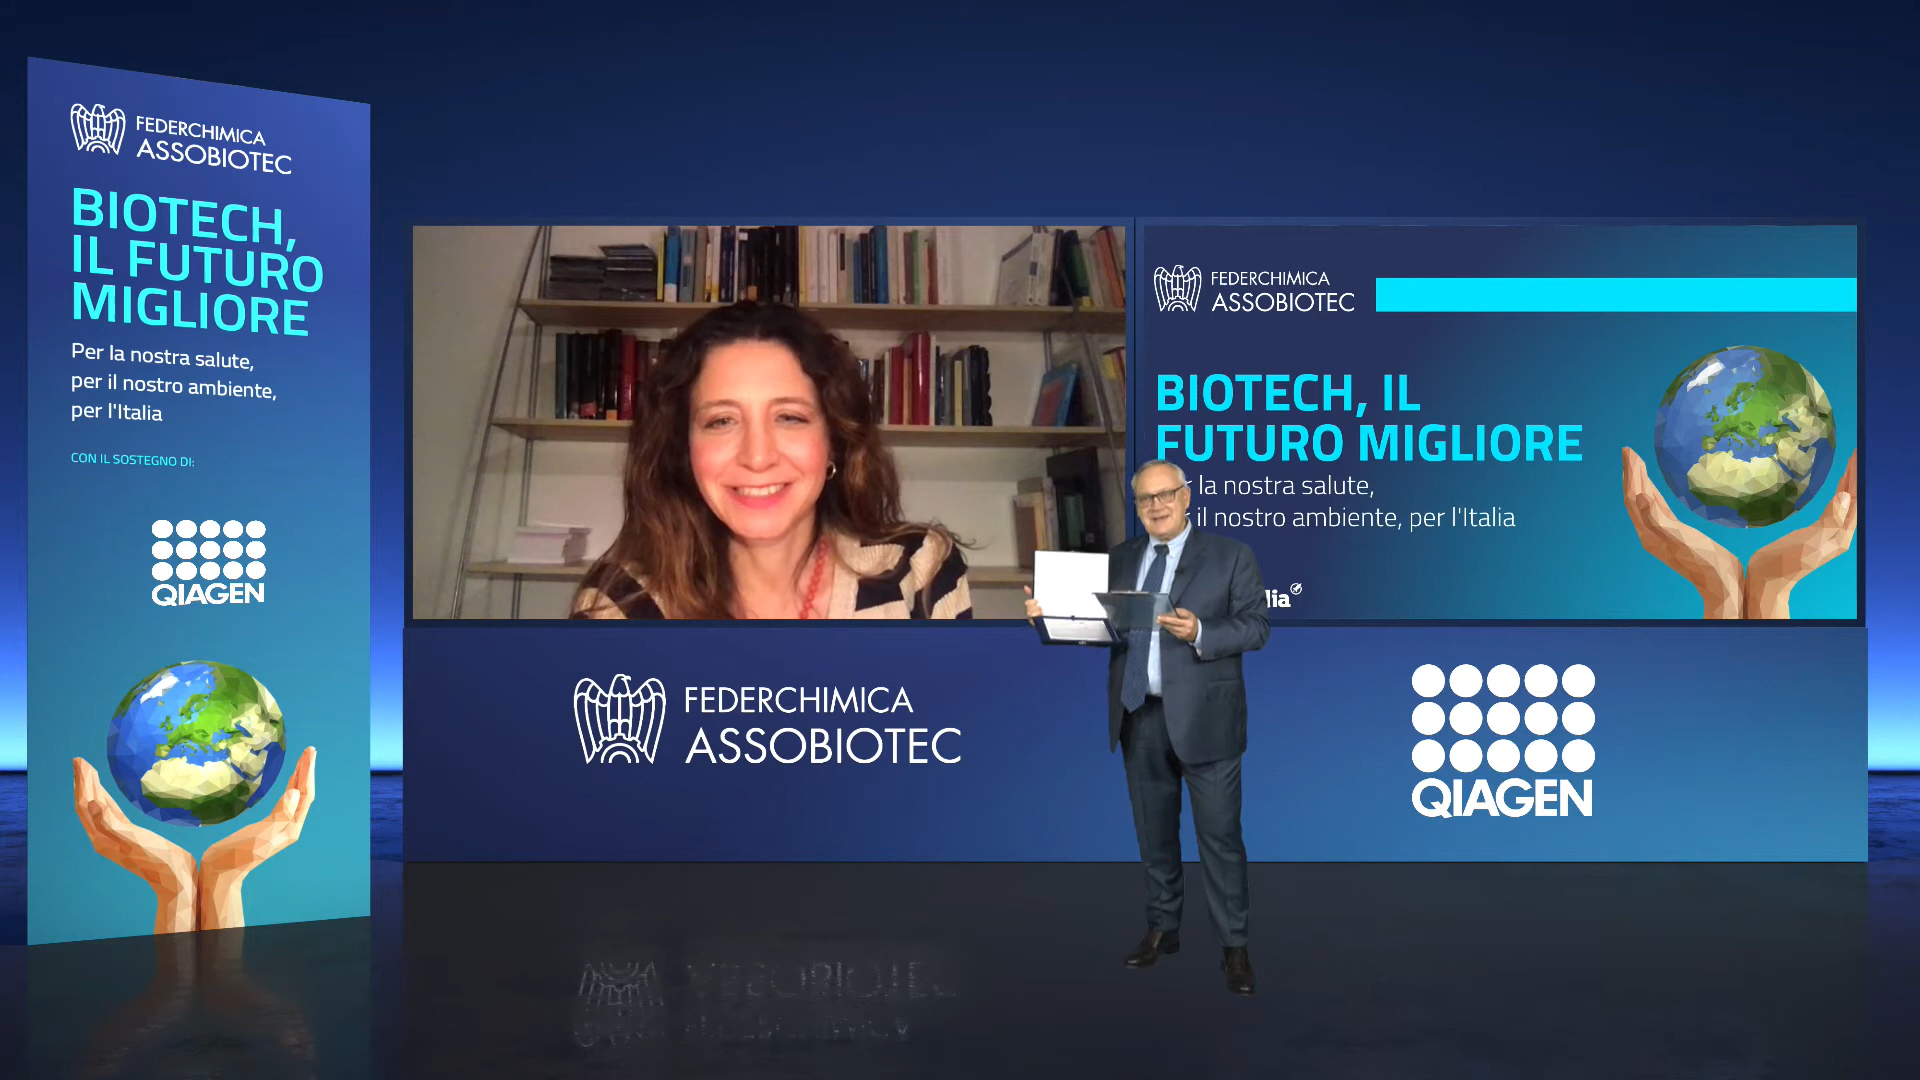 FEDERCHIMICA
ASSOBIOTEC
BIOTECH,
IL FUTURO
MIGLIORE
Per la nostra salute,
per il nostro ambiente,
per l'Italia
CON IL SOSTEGNO DI:
QIAGEN
FEDERCHIMICA
ASSOBIOTEC
BIOTECH, IL
FUTURO MIGLIORE
la nostra salute,
il nostro ambiente, per l'Italia
lia
FEDERCHIMICA
ASSOBIOTEC
QIAGEN